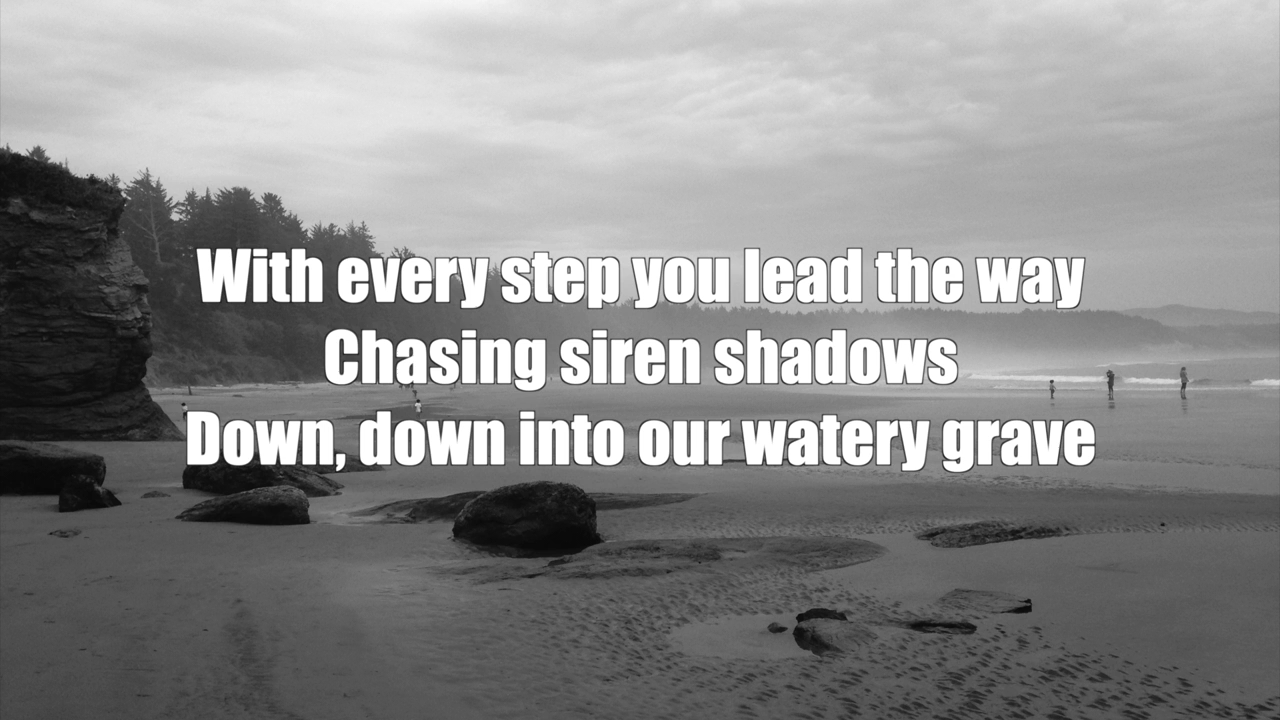 With every step you lead the way
Chasing siren shadows
Down, down into our watery grave